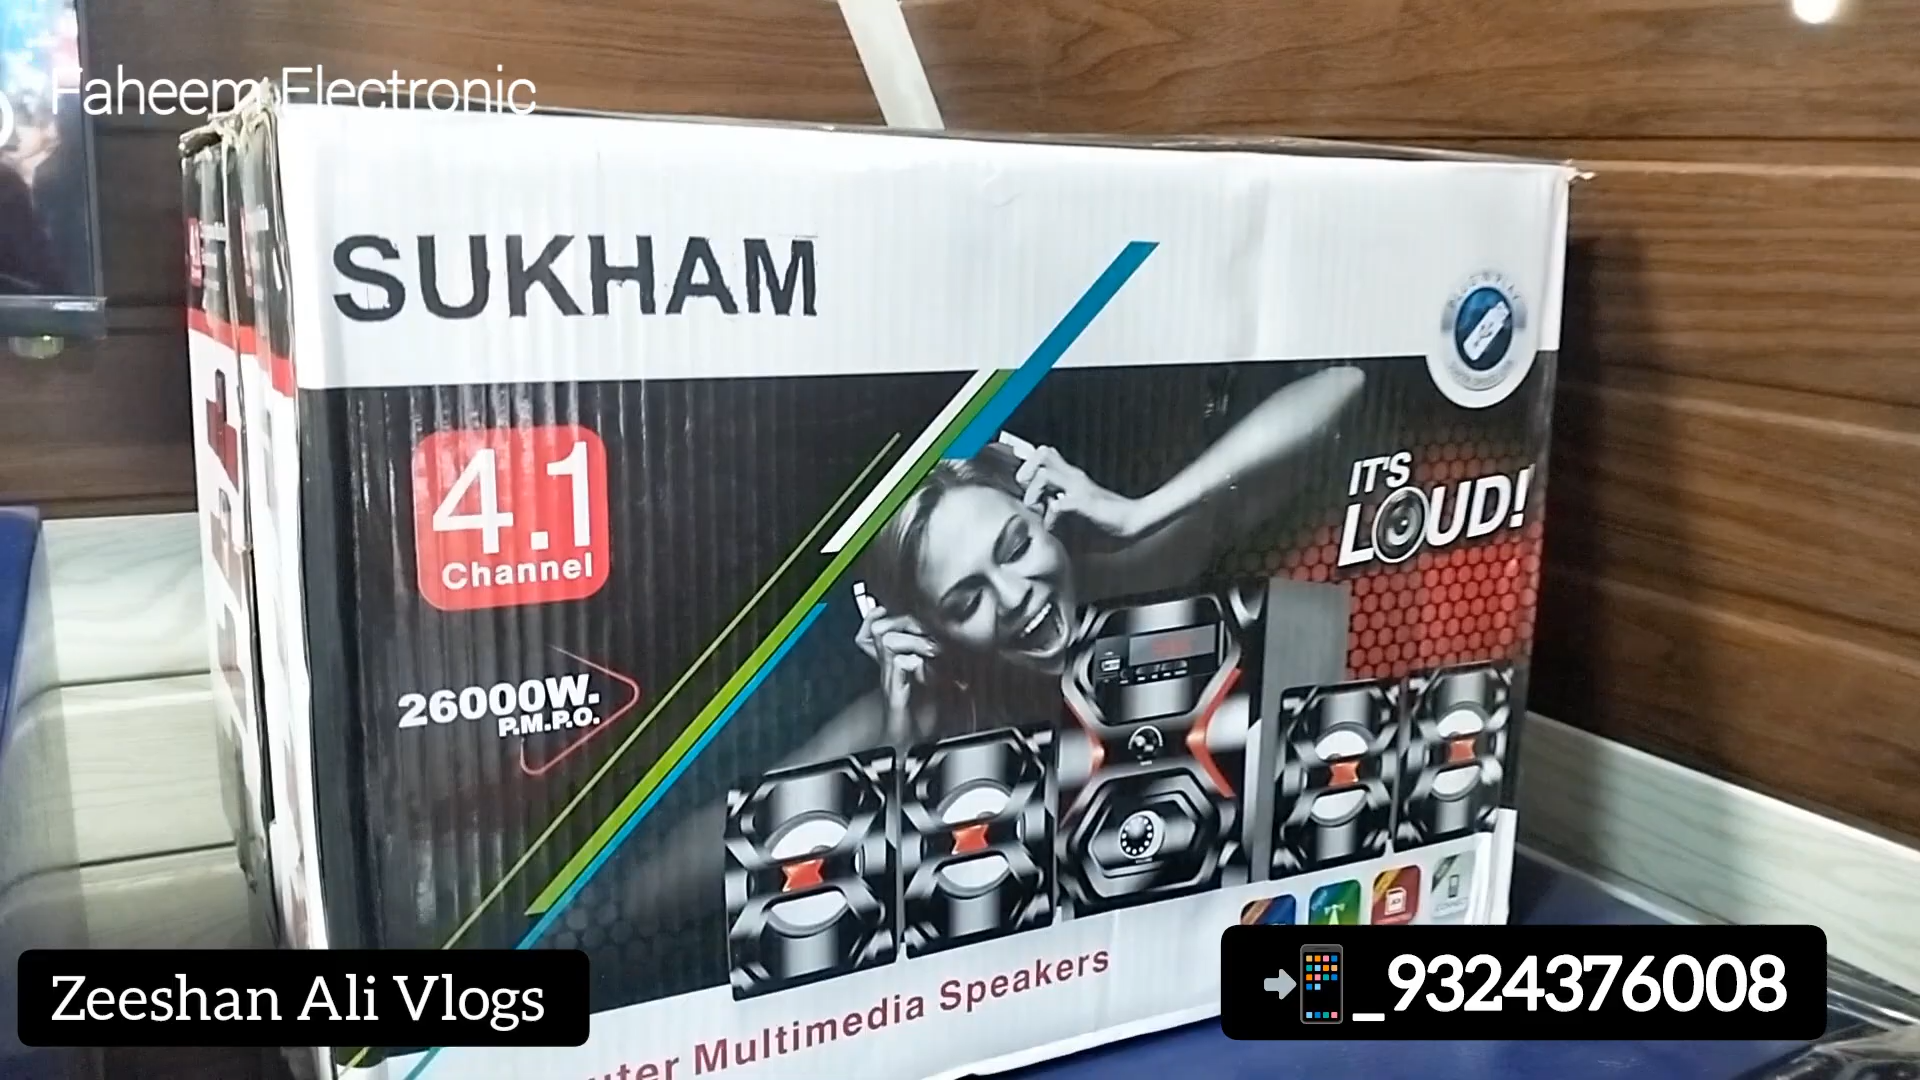 Faheem Electronic
SUKHAM
4.1
Channel
IT'S
LOUD!
26000W.
P.M.P.O.
Multimedia Speakers
Zeeshan Ali Vlogs
_9324376008